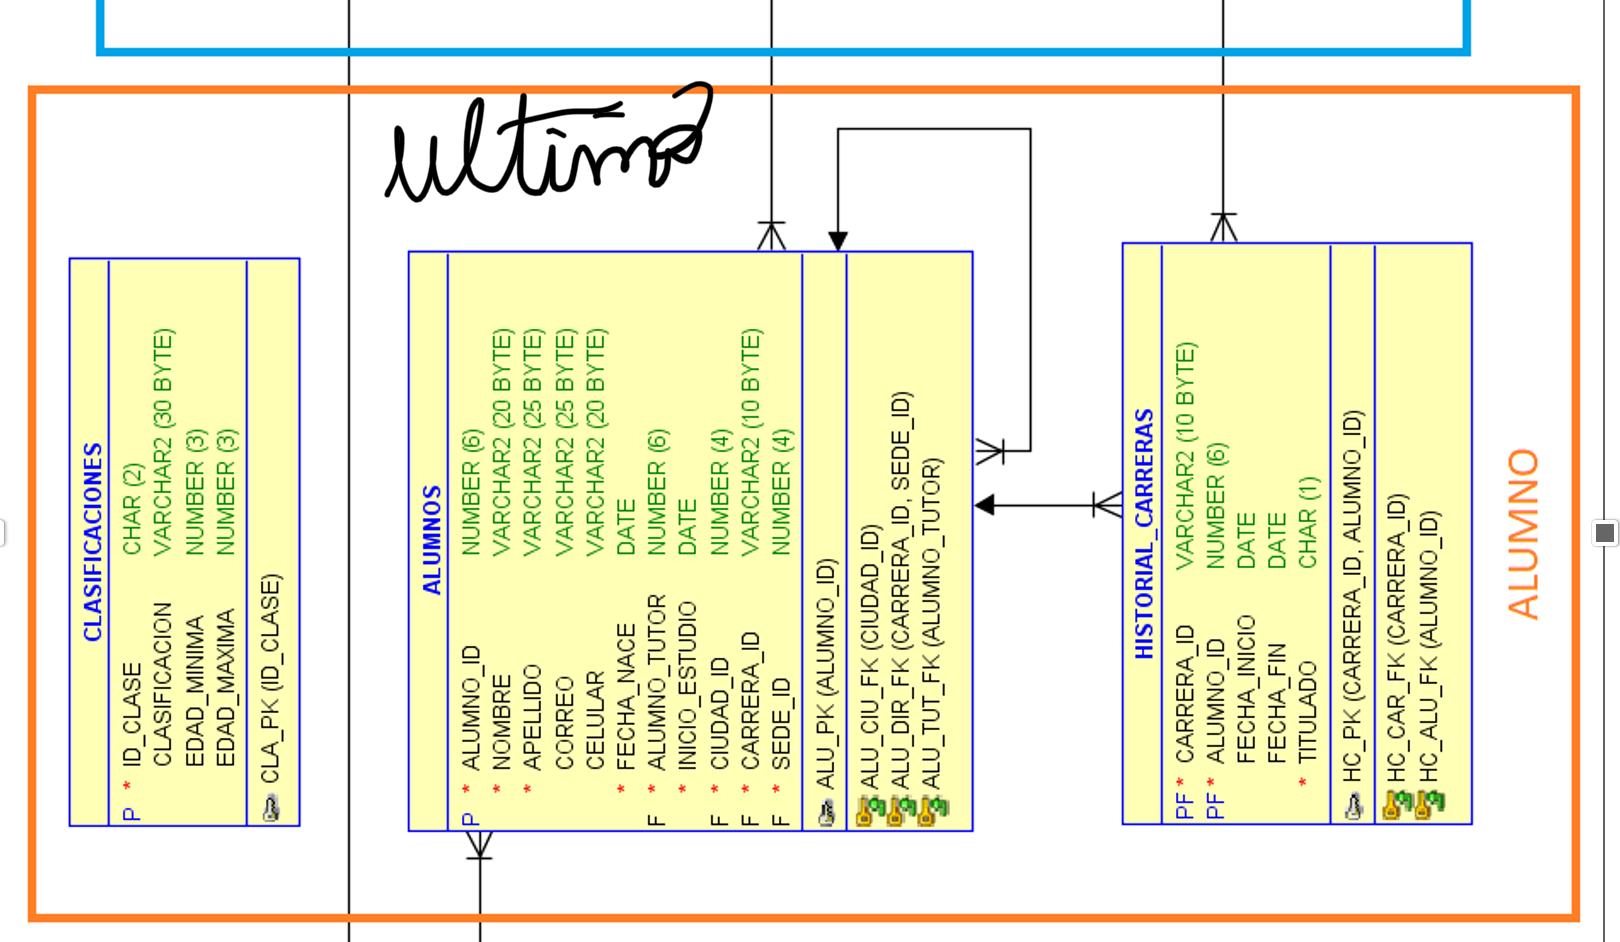 CLASIFICACIONES
P * ID_CLASE CHAR (2)
CLASIFICACION VARCHAR2 (30 BYTE)
EDAD_MINIMA NUMBER (3)
EDAD_MAXIMA NUMBER (3)
CLA_PK (ID_CLASE)
ALUMNOS
P * ALUMNO_ID NUMBER (6)
* NOMBRE VARCHAR2 (20 BYTE)
* APELLIDO VARCHAR2 (25 BYTE)
CORREO VARCHAR2 (25 BYTE)
CELULAR VARCHAR2 (20 BYTE)
* FECHA_NACE DATE
F * ALUMNO_TUTOR NUMBER (6)
* INICIO_ESTUDIO DATE
F * CIUDAD_ID NUMBER (4)
F * CARRERA_ID VARCHAR2 (10 BYTE)
F * SEDE_ID NUMBER (4)
ALU_PK (ALUMNO_ID)
ALU_CIU_FK (CIUDAD_ID)
ALU_DIR_FK (CARRERA_ID, SEDE_ID)
ALU_TUT_FK (ALUMNO_TUTOR)
HISTORIAL_CARRERAS
PF * CARRERA_ID VARCHAR2 (10 BYTE)
PF * ALUMNO_ID NUMBER (6)
FECHA_INICIO DATE
FECHA_FIN DATE
* TITULADO CHAR (1)
HC_PK (CARRERA_ID, ALUMNO_ID)
HC_CAR_FK (CARRERA_ID)
HC_ALU_FK (ALUMNO_ID)
ALUMNO